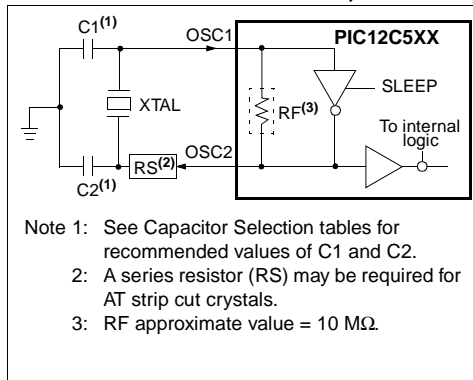 C1(1)
OSC1
PIC12C5XX
SLEEP
XTAL
RF(3)
To internal
logic
OSC2
RS(2)
C2(1)
Note 1: See Capacitor Selection tables for
recommended values of C1 and C2.
2: A series resistor (RS) may be required for
AT strip cut crystals.
3: RF approximate value = 10 MΩ.